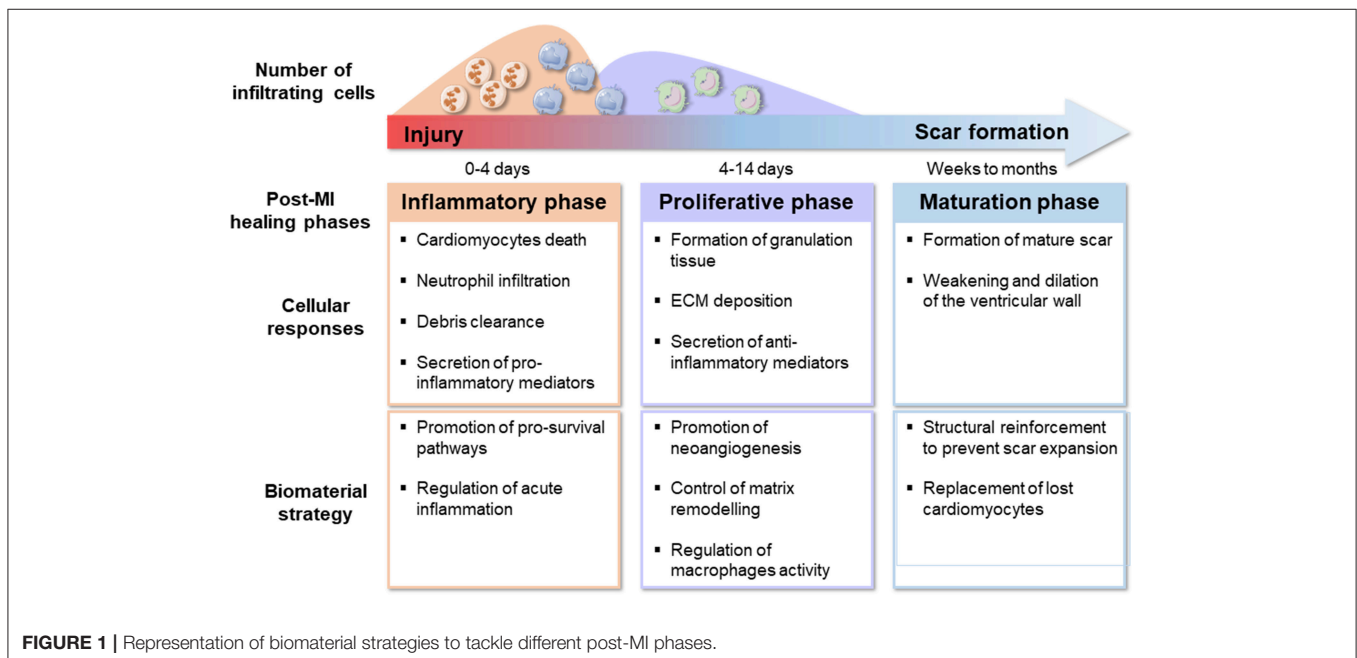 Number of
infiltrating cells
Injury
Scar formation
0-4 days
4-14 days
Weeks to months
Post-MI
healing phases
Inflammatory phase
Proliferative phase
Maturation phase
Cellular
responses
▪ Cardiomyocytes death
▪ Neutrophil infiltration
▪ Debris clearance
▪ Secretion of pro-
inflammatory mediators
▪ Formation of granulation
tissue
▪ ECM deposition
▪ Secretion of anti-
inflammatory mediators
▪ Formation of mature scar
▪ Weakening and dilation
of the ventricular wall
Biomaterial
strategy
▪ Promotion of pro-survival
pathways
▪ Regulation of acute
inflammation
▪ Promotion of
neoangiogenesis
▪ Control of matrix
remodelling
▪ Regulation of
macrophages activity
▪ Structural reinforcement
to prevent scar expansion
▪ Replacement of lost
cardiomyocytes
FIGURE 1 | Representation of biomaterial strategies to tackle different post-MI phases.